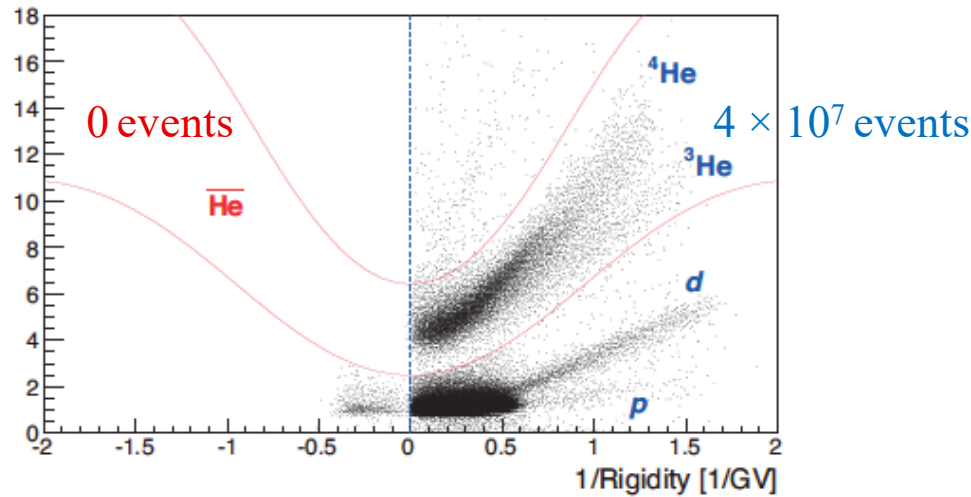 18
16
⁴He
14
0 events
4 × 10⁷ events
12
³He
10
H̅e̅
8
6
d
4
2
p
0
-2 -1.5 -1 -0.5 0 0.5 1 1.5 2
1/Rigidity [1/GV]